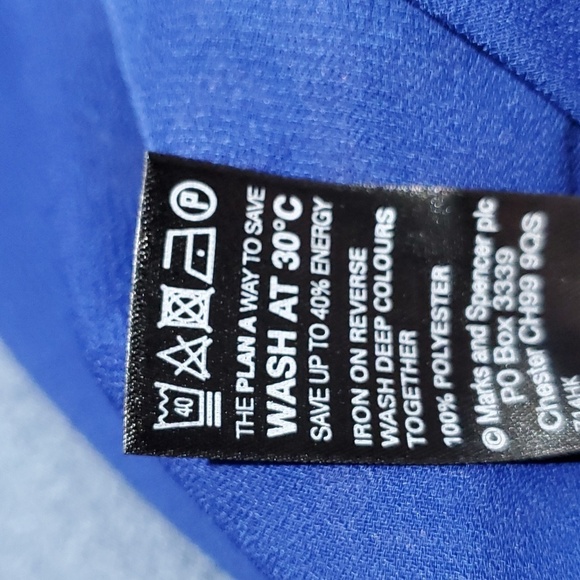 40
P
THE PLAN A WAY TO SAVE
WASH AT 30°C
SAVE UP TO 40% ENERGY
IRON ON REVERSE
WASH DEEP COLOURS
TOGETHER
100% POLYESTER
© Marks and Spencer plc
PO Box 3339
Chester CH99 9QS